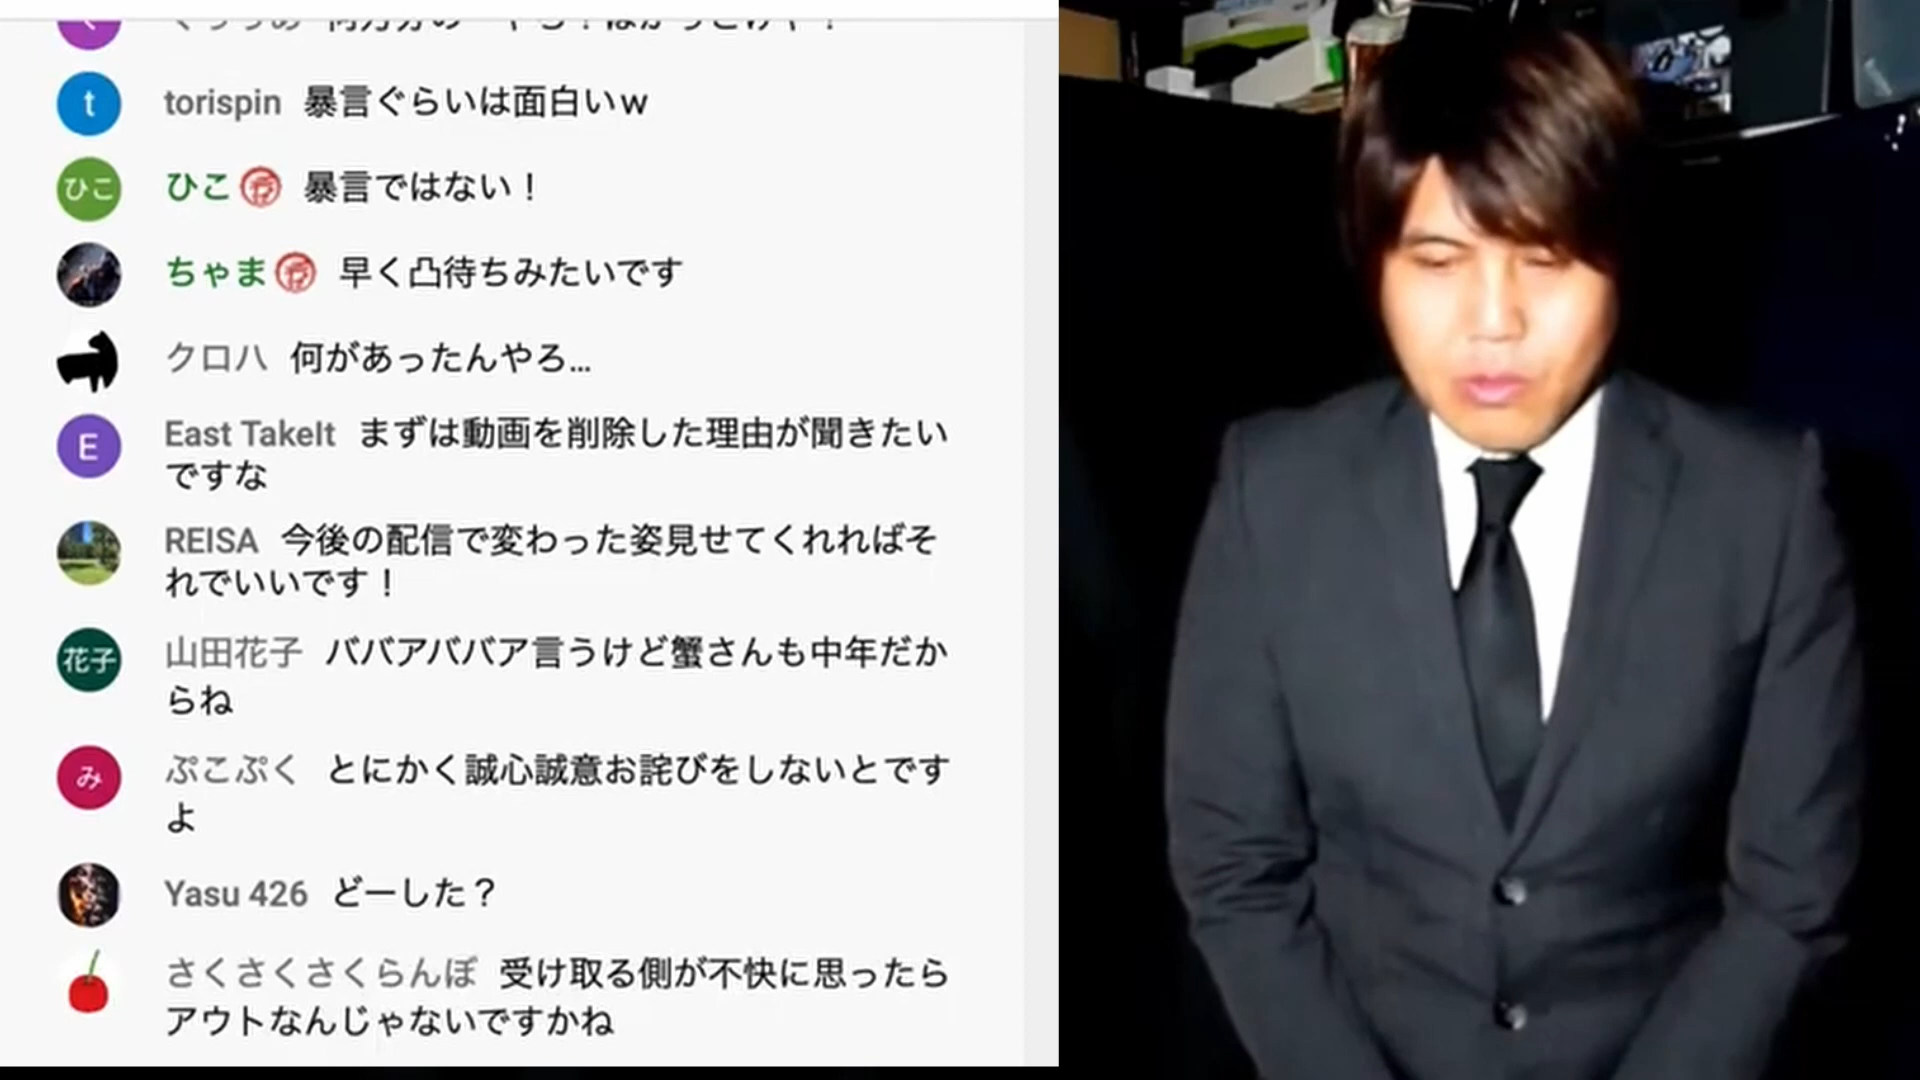 t torispin 暴言ぐらいは面白いw
ひこ ひこ 暴言ではない！
ちゃま 早く凸待ちみたいです
クロハ 何があったんやろ...
E East TakeIt まずは動画を削除した理由が聞きたい
ですな
REISA 今後の配信で変わった姿見せてくれればそ
れでいいです！
花子 山田花子 ババアババア言うけど蟹さんも中年だか
らね
み ぷこぷく とにかく誠心誠意お詫びをしないとです
よ
Yasu 426 どーした？
さくさくさくらんぼ 受け取る側が不快に思ったら
アウトなんじゃないですかね